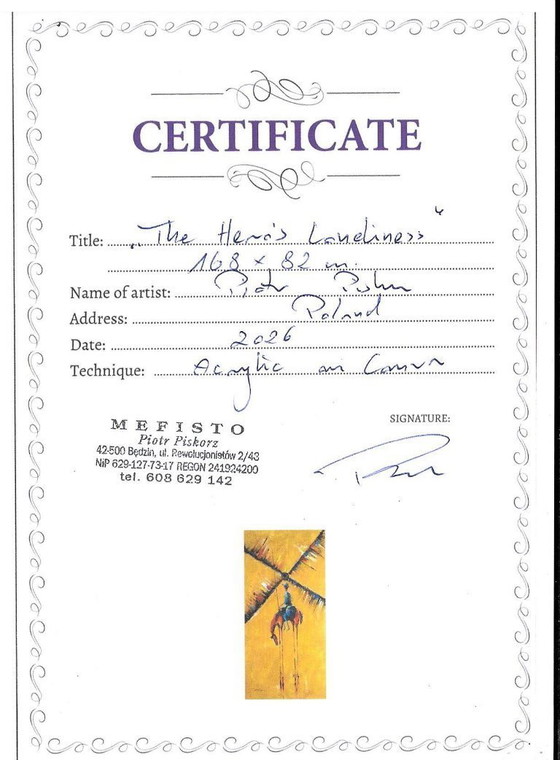 CERTIFICATE
Title: „The Hero's Loneliness"
168 x 82 cm.
Name of artist: Piotr
Address: Poland
Date: 2026
Technique: Acrylic on Canvas
MEFISTO
Piotr Piskorz
42-500 Będzin, ul. Rewolucjonistów 2/43
NIP 629-127-73-17 REGON 241924200
tel. 608 629 142
SIGNATURE: